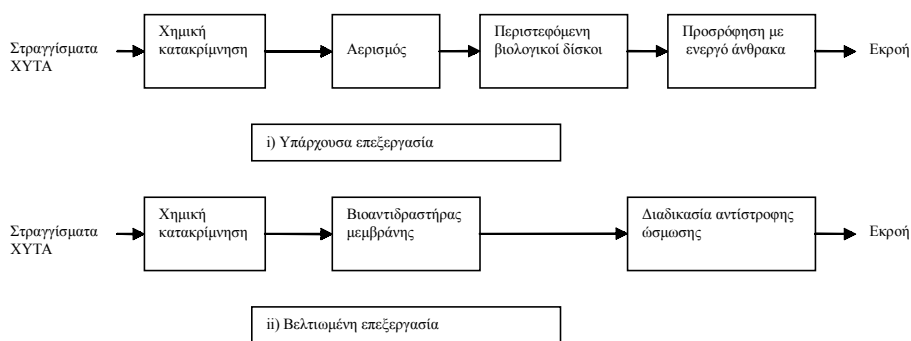 Στραγγίσματα
ΧΥΤΑ
Χημική
κατακρίμνηση
Αερισμός
Περιστεφόμενη
βιολογικοί δίσκοι
Προσρόφηση με
ενεργό άνθρακα
Εκροή
i) Υπάρχουσα επεξεργασία
Στραγγίσματα
ΧΥΤΑ
Χημική
κατακρίμνηση
Βιοαντιδραστήρας
μεμβράνης
Διαδικασία αντίστροφης
ώσμωσης
Εκροή
ii) Βελτιωμένη επεξεργασία